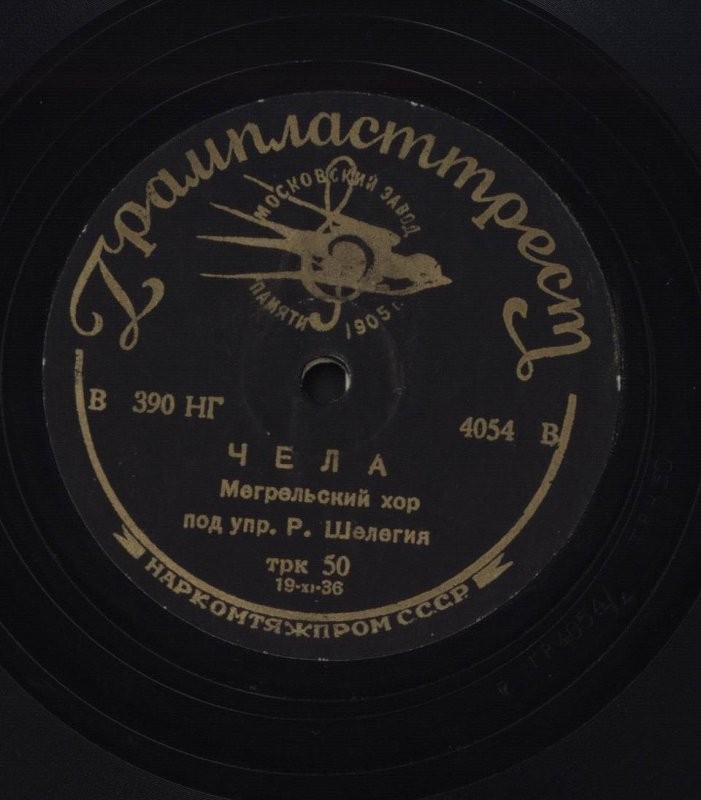 Грампласттрест
МОСКОВСКИЙ ЗАВОД
ПАМЯТИ 1905 г.
В 390 НГ
4054 В
ЧЕЛА
Мегрельский хор
под упр. Р. Шелегия
трк 50
19-XI-36
НАРКОМТЯЖПРОМ СССР